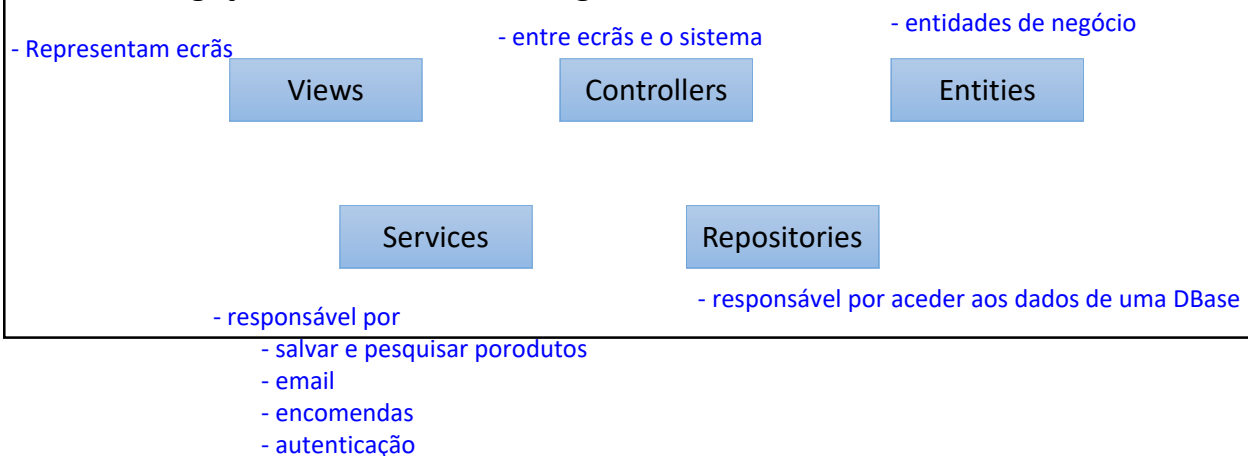 - Representam ecrãs
- entre ecrãs e o sistema
- entidades de negócio
Views
Controllers
Entities
Services
Repositories
- responsável por
- salvar e pesquisar porodutos
- email
- encomendas
- autenticação
- responsável por aceder aos dados de uma DBase